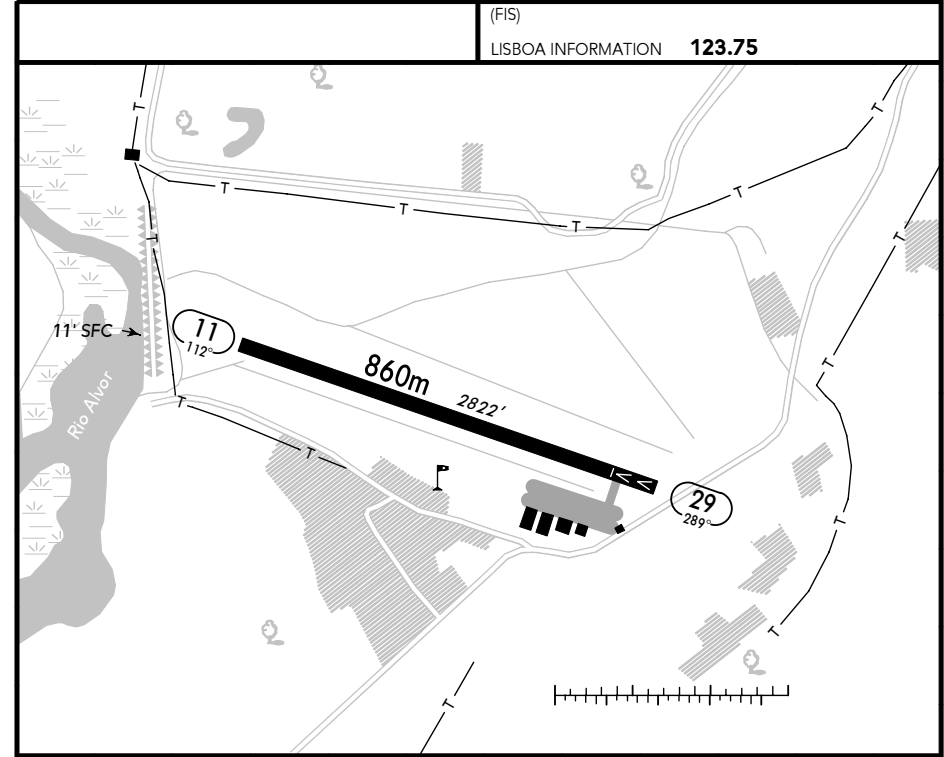 (FIS)
LISBOA INFORMATION 123.75
T
T
T
T
T
T
T
T
T
11' SFC
11
112°
860m
2822'
Rio Alvor
T
T
T
29
289°
T
T
T